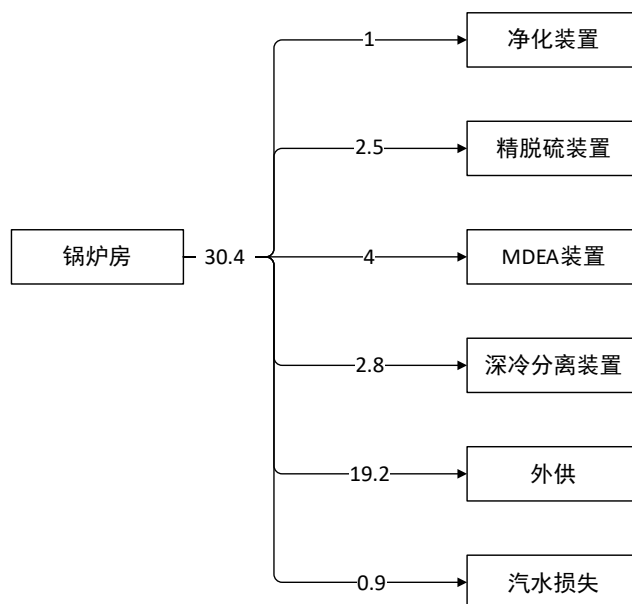 1
净化装置
2.5
精脱硫装置
锅炉房
30.4
4
MDEA装置
2.8
深冷分离装置
19.2
外供
0.9
汽水损失